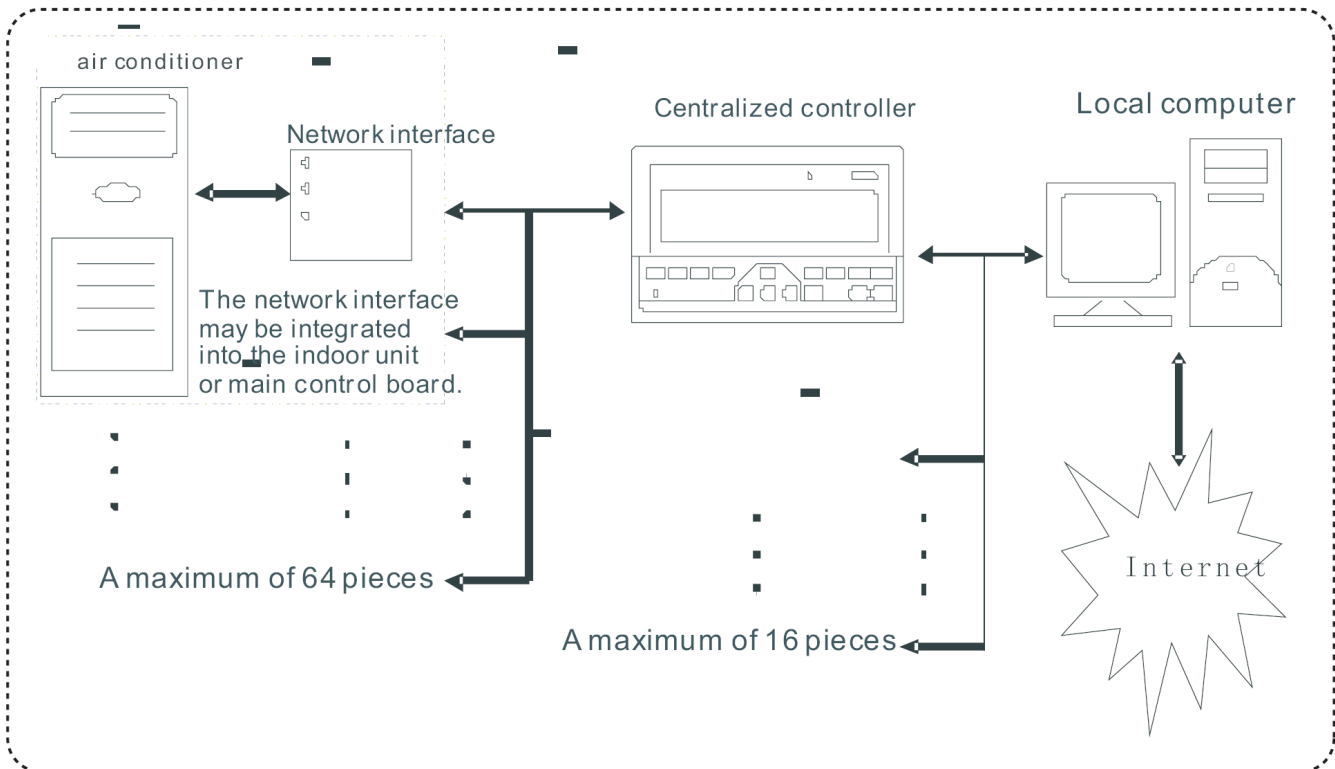 air conditioner
Network interface
Centralized controller
Local computer
The network interface
may be integrated
into the indoor unit
or main control board.
A maximum of 64 pieces
A maximum of 16 pieces
Internet